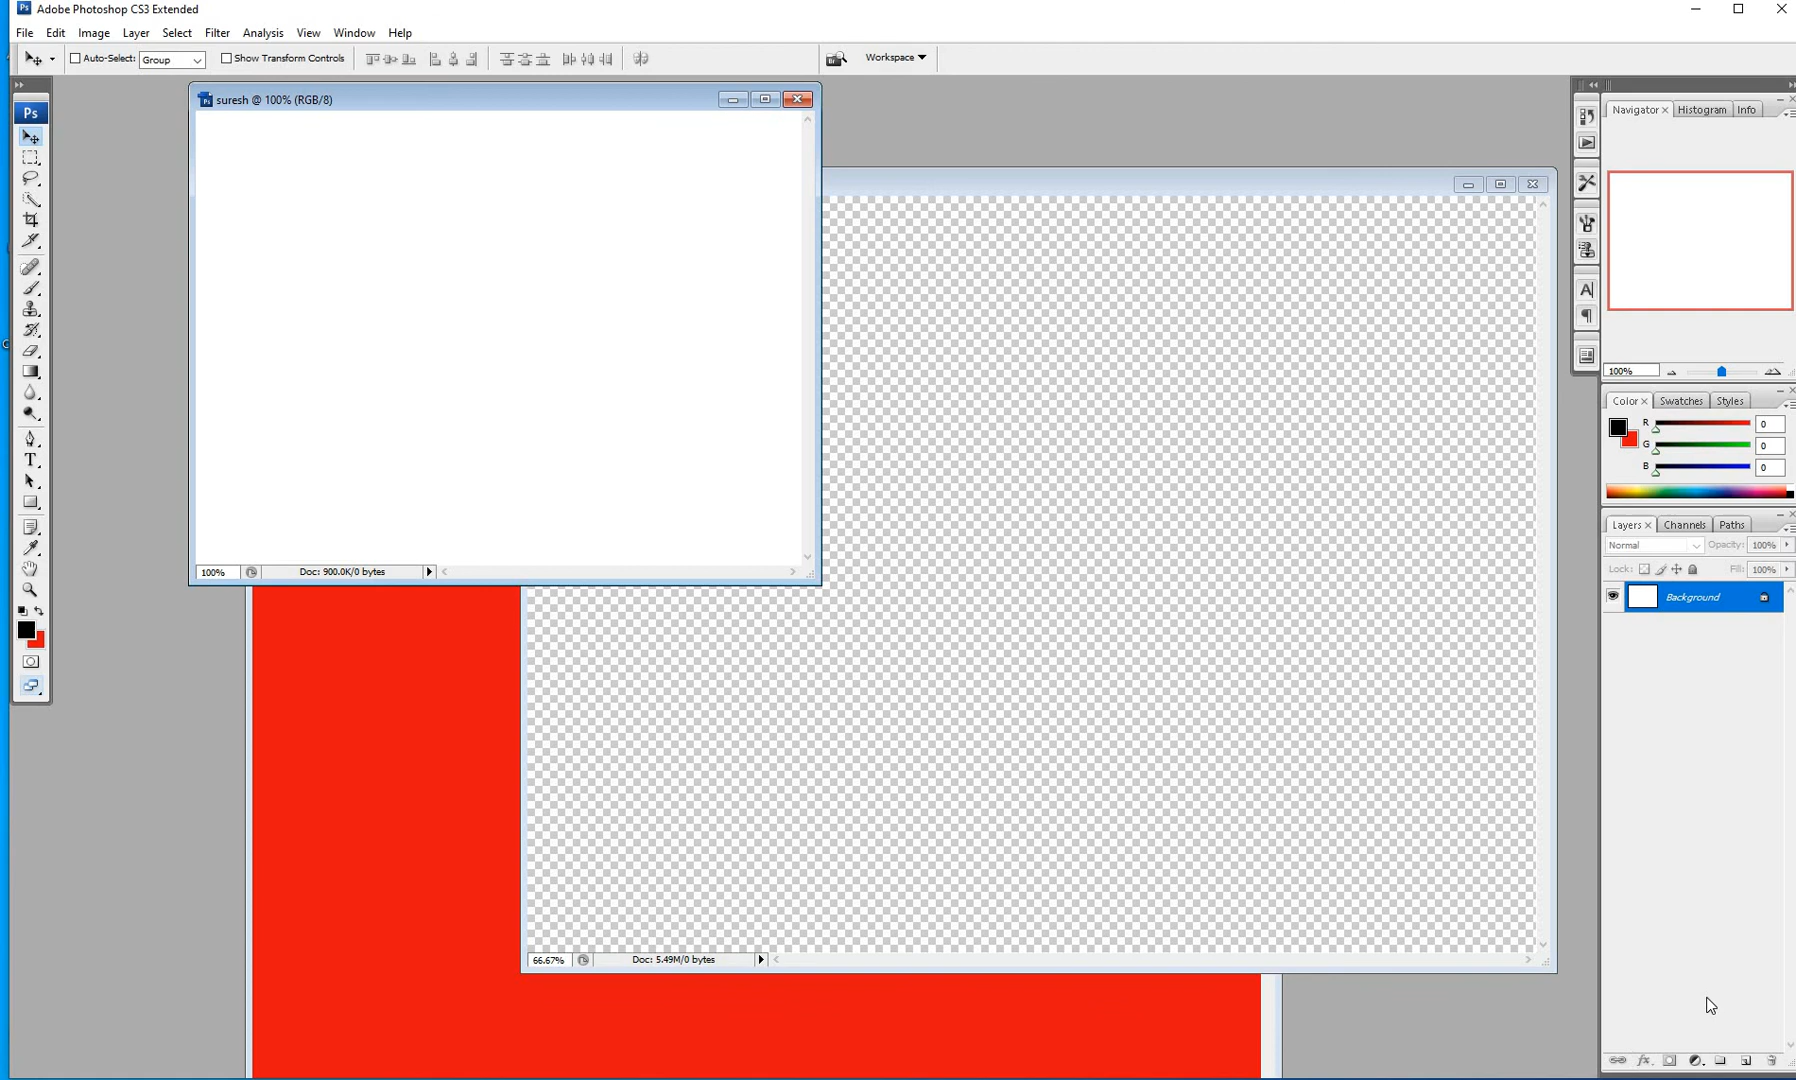 Ps Adobe Photoshop CS3 Extended
File Edit Image Layer Select Filter Analysis View Window Help
Auto-Select: Group Show Transform Controls Workspace
suresh @ 100% (RGB/8)
Ps
Navigator Histogram Info
100%
Color Swatches Styles
R 0
G 0
B 0
Layers Channels Paths
Normal Opacity: 100%
Lock: Fill: 100%
Background
100% Doc: 900.0K/0 bytes
66.67% Doc: 5.49M/0 bytes